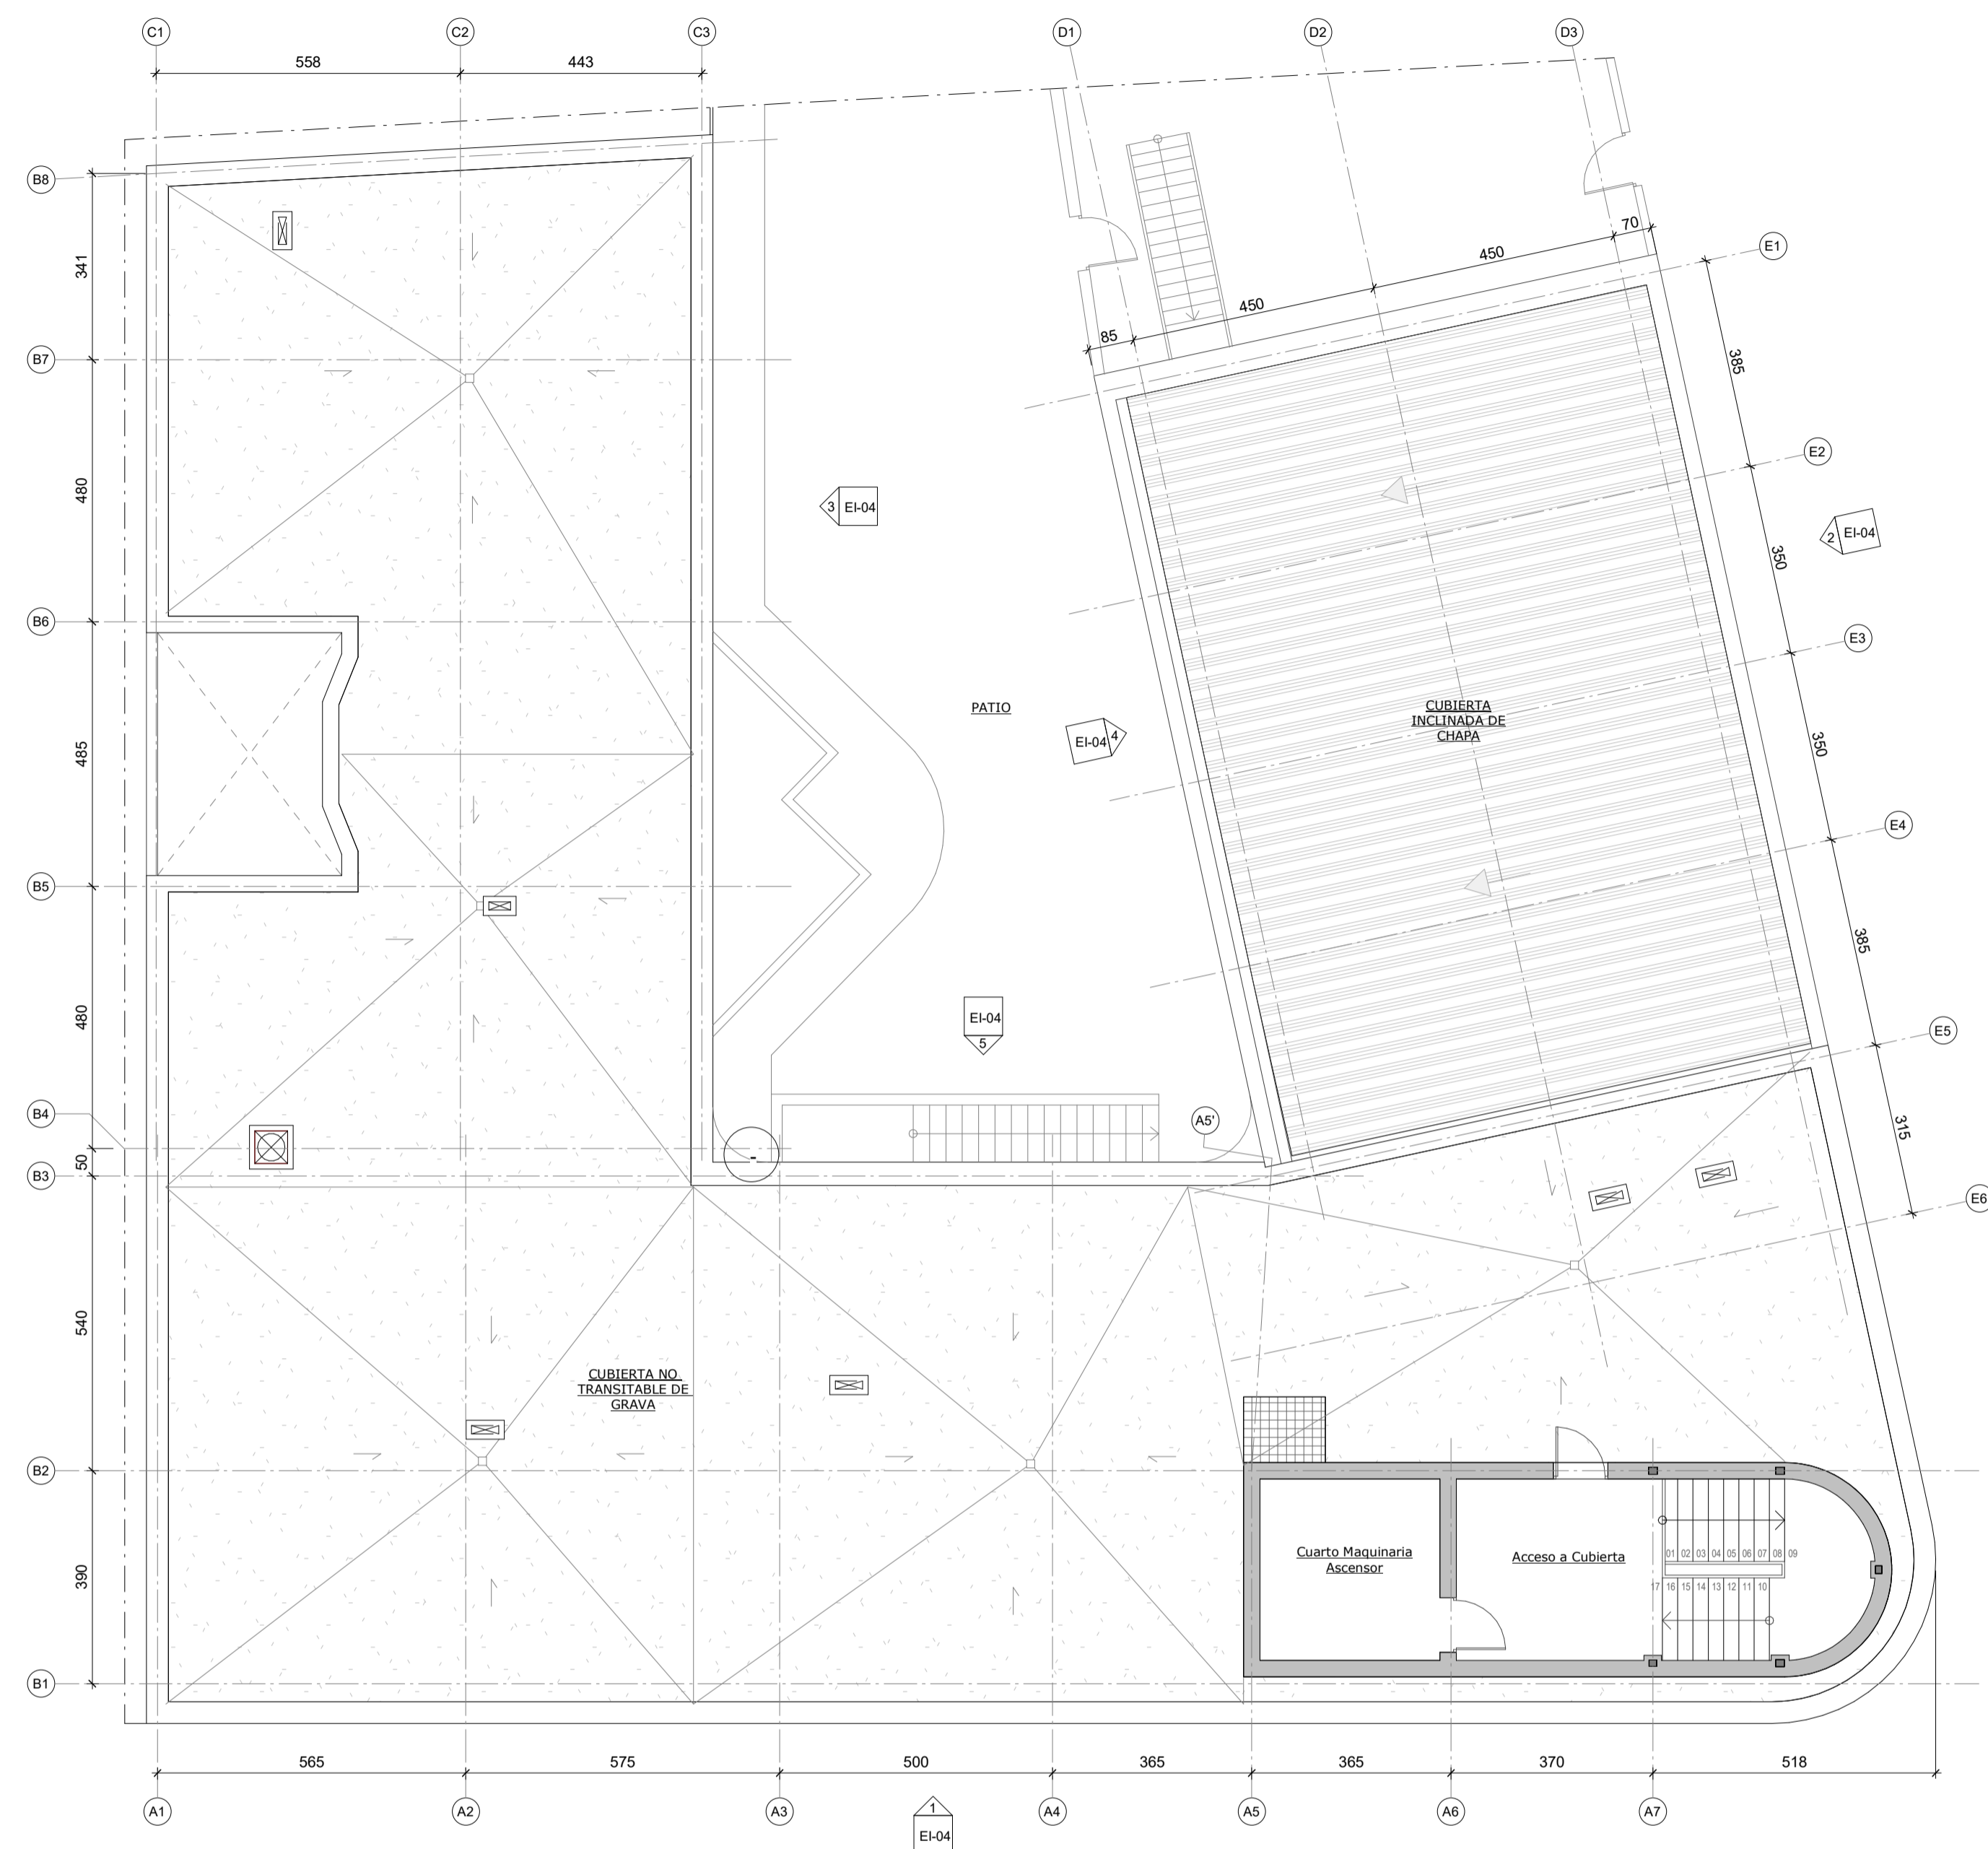 C1
C2
C3
D1
D2
D3
558
443
B8
341
B7
480
B6
485
B5
480
B4
50
B3
540
B2
390
B1
70
450
450
85
E1
385
E2
350
E3
350
E4
385
E5
315
E6
3
EI-04
2
EI-04
EI-04
4
EI-04
5
PATIO
CUBIERTA
INCLINADA DE
CHAPA
A5'
-
CUBIERTA NO
TRANSITABLE DE
GRAVA
Cuarto Maquinaria
Ascensor
Acceso a Cubierta
01 02 03 04 05 06 07 08 09
17 16 15 14 13 12 11 10
565
575
500
365
365
370
518
A1
A2
A3
A4
A5
A6
A7
1
EI-04